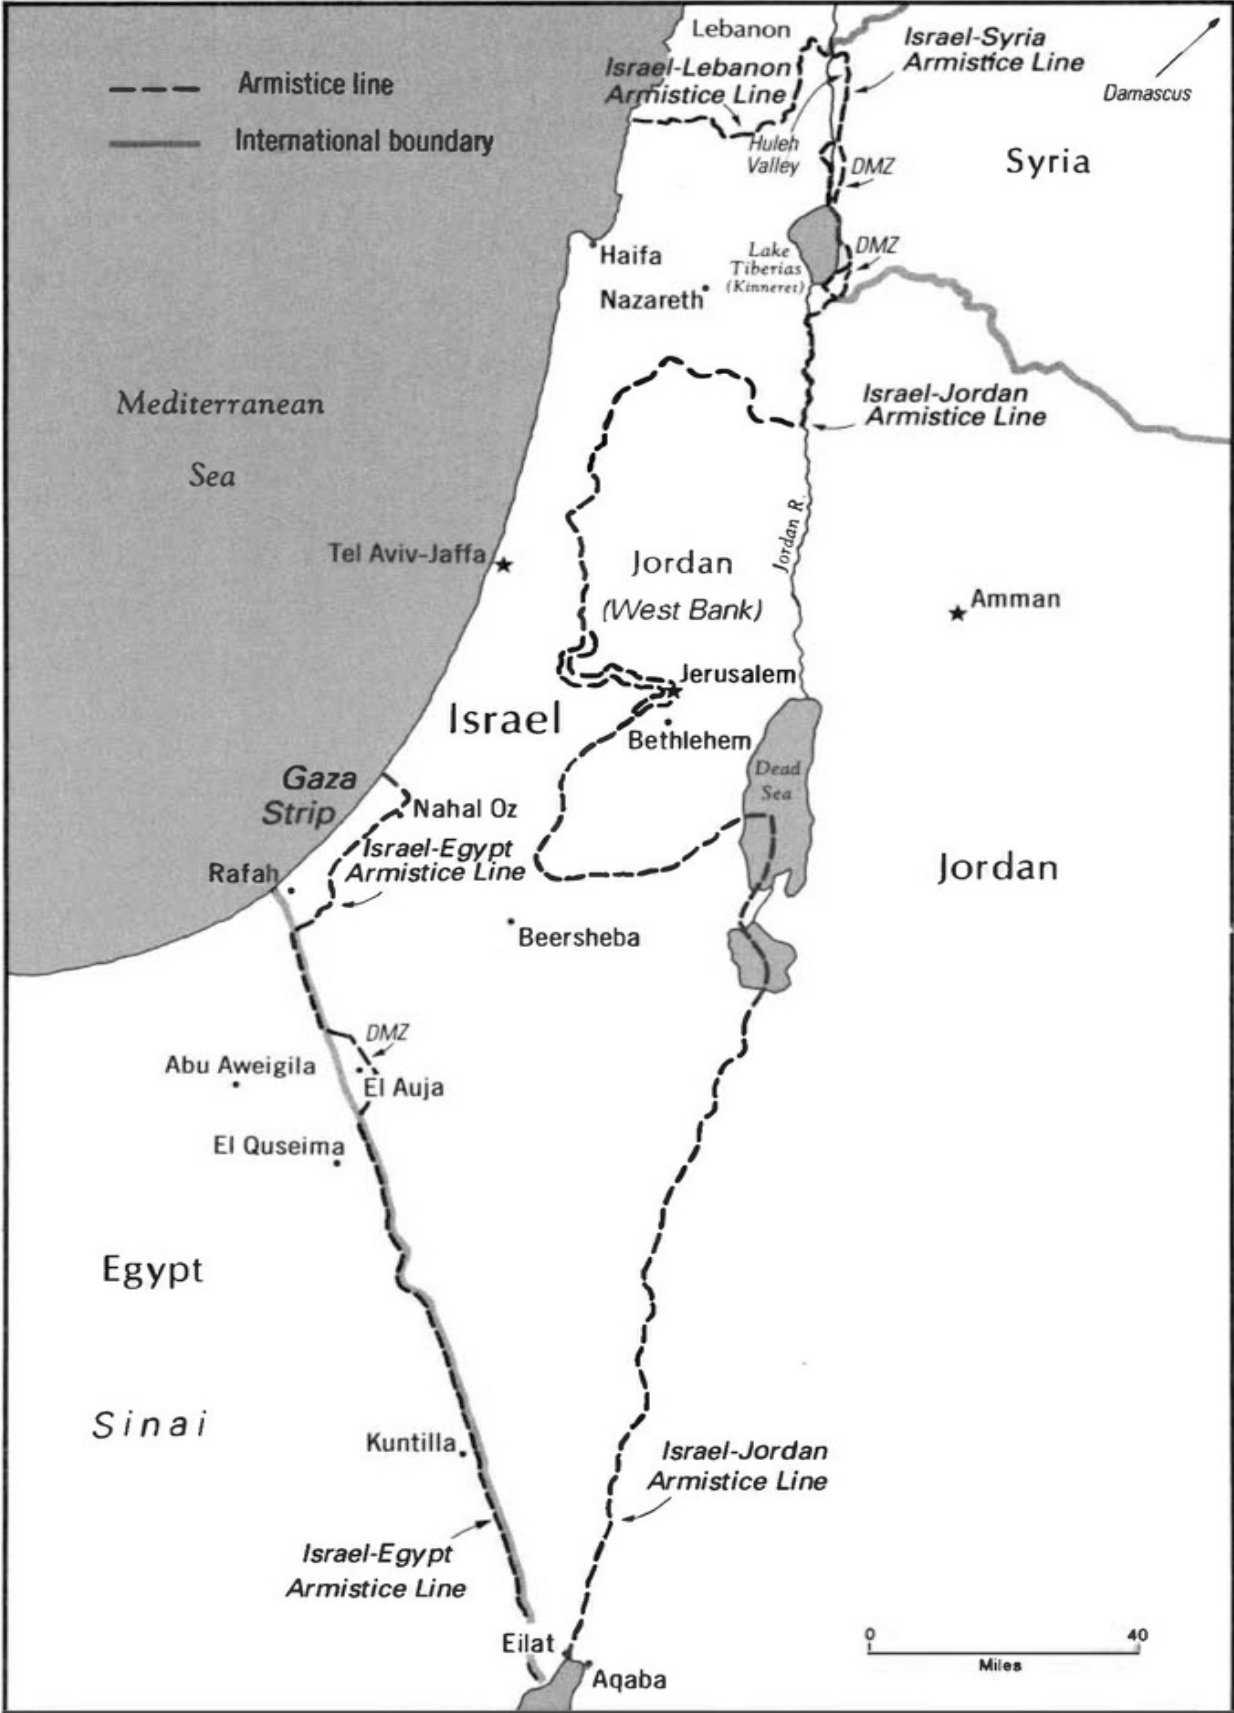 Lebanon
Israel-Syria
Armistice Line
Israel-Lebanon
Armistice Line
Damascus
Armistice line
International boundary
Huleh
Valley
DMZ
Syria
Haifa
Lake
Tiberias
(Kinneret)
DMZ
Nazareth
Mediterranean
Sea
Israel-Jordan
Armistice Line
Jordan R.
Tel Aviv-Jaffa
Jordan
(West Bank)
Amman
Jerusalem
Israel
Bethlehem
Dead
Sea
Gaza
Strip
Nahal Oz
Israel-Egypt
Armistice Line
Rafah
Jordan
Beersheba
DMZ
Abu Aweigila
El Auja
El Quseima
Egypt
Sinai
Kuntilla
Israel-Jordan
Armistice Line
Israel-Egypt
Armistice Line
Eilat
Aqaba
0 40
Miles